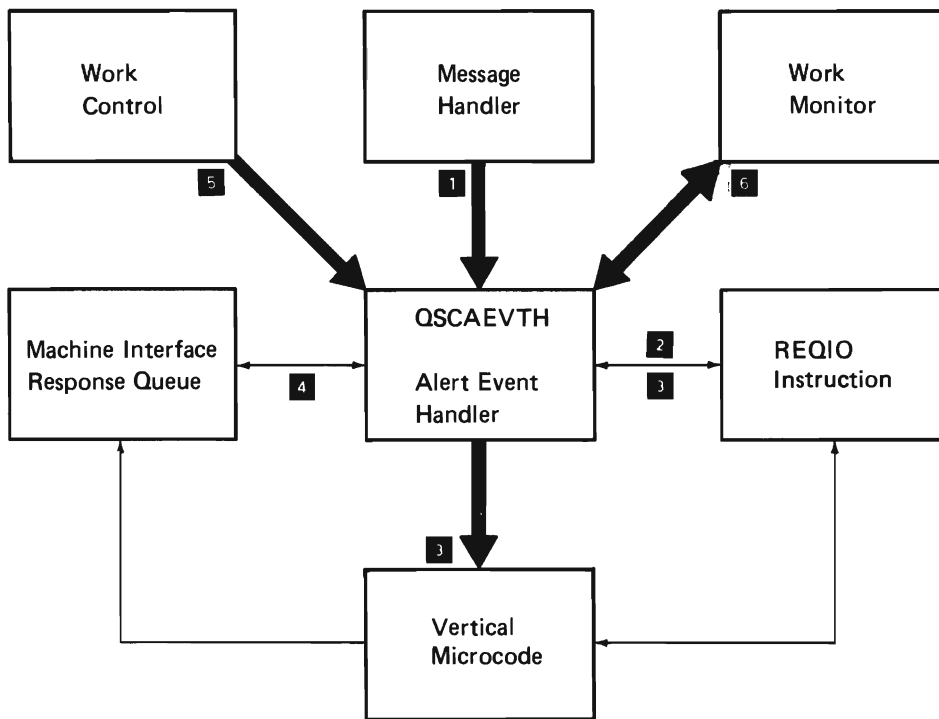 Work
Control
Message
Handler
Work
Monitor
5
1
6
Machine Interface
Response Queue
QSCAEVTH
Alert Event
Handler
REQIO
Instruction
2
3
4
3
Vertical
Microcode